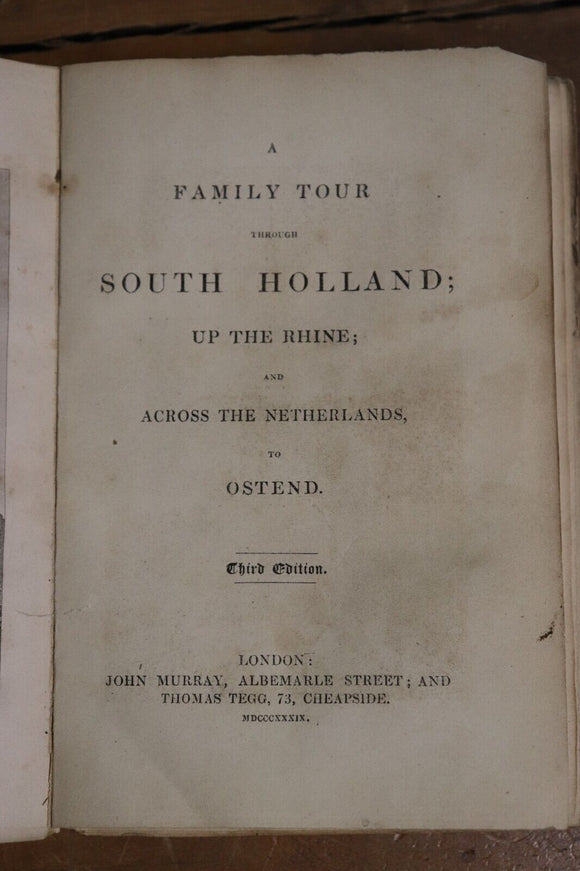 A
FAMILY TOUR
THROUGH
SOUTH HOLLAND;
UP THE RHINE;
AND
ACROSS THE NETHERLANDS,
TO
OSTEND.
Third Edition.
LONDON:
JOHN MURRAY, ALBEMARLE STREET; AND
THOMAS TEGG, 73, CHEAPSIDE.
MDCCCXXXIX.